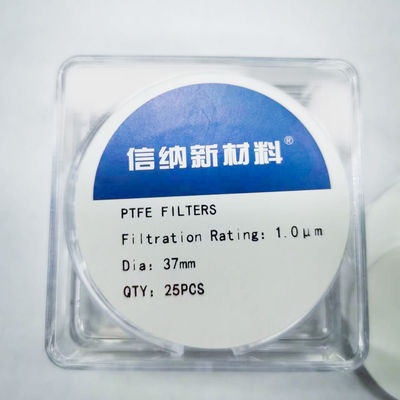 信纳新材料®
PTFE FILTERS
Filtration Rating: 1.0μm
Dia: 37mm
QTY: 25PCS